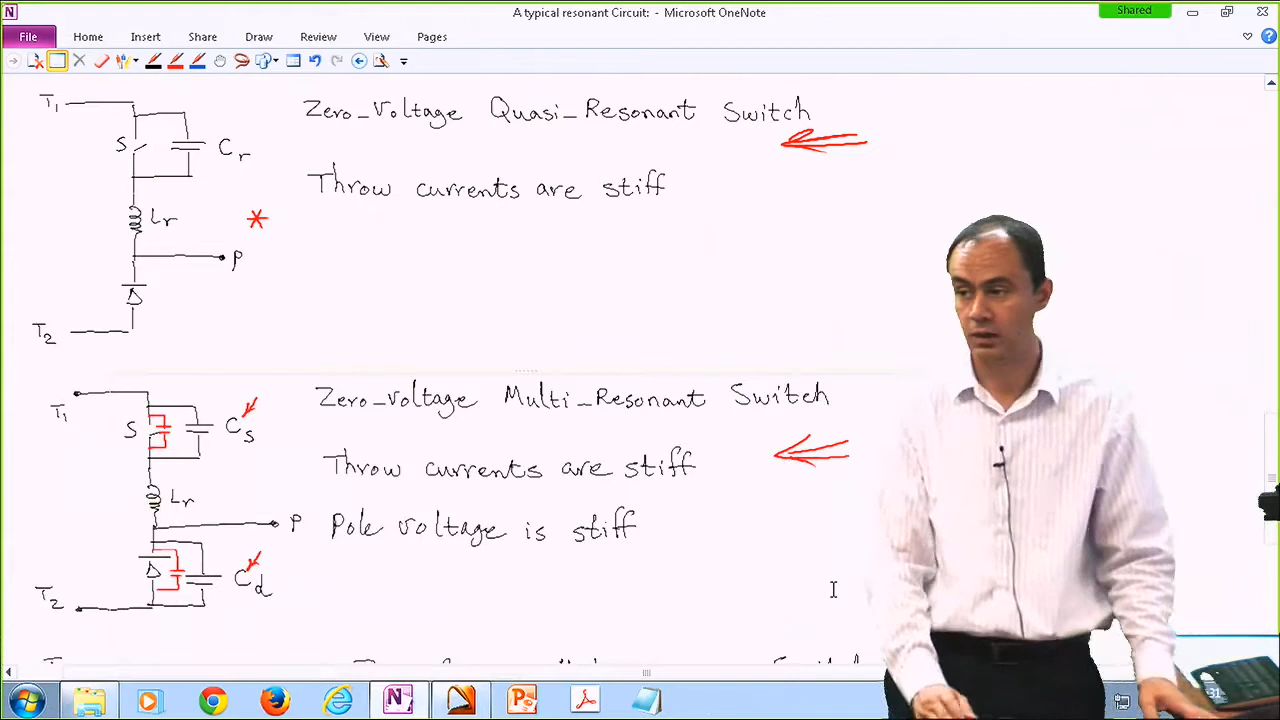 A typical resonant Circuit: - Microsoft OneNote
Shared
File Home Insert Share Draw Review View Pages
T1
S
Cr
Lr
*
P
D
T2
Zero_Voltage Quasi_Resonant Switch
Throw currents are stiff
T1
S
Cs
Lr
P
D
Cd
T2
Zero_Voltage Multi_Resonant Switch
Throw currents are stiff
Pole voltage is stiff